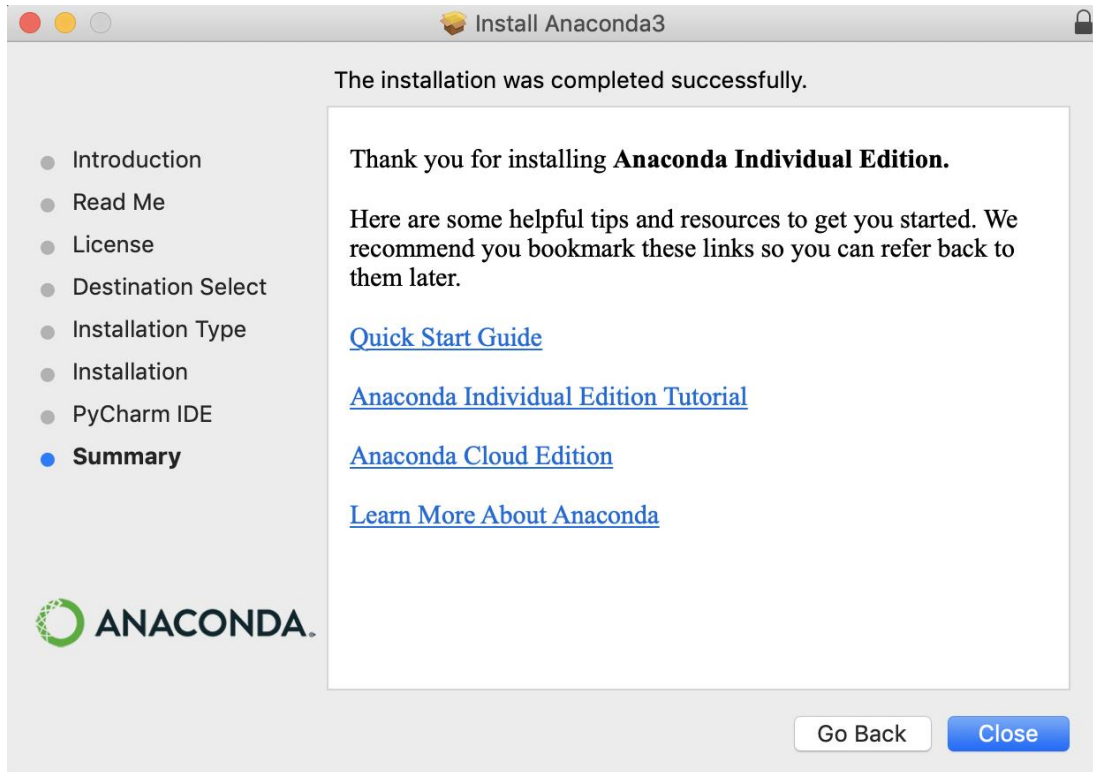 Install Anaconda3
The installation was completed successfully.
Introduction
Read Me
License
Destination Select
Installation Type
Installation
PyCharm IDE
Summary
Thank you for installing Anaconda Individual Edition.
Here are some helpful tips and resources to get you started. We
recommend you bookmark these links so you can refer back to
them later.
Quick Start Guide
Anaconda Individual Edition Tutorial
Anaconda Cloud Edition
Learn More About Anaconda
ANACONDA.
Go Back
Close